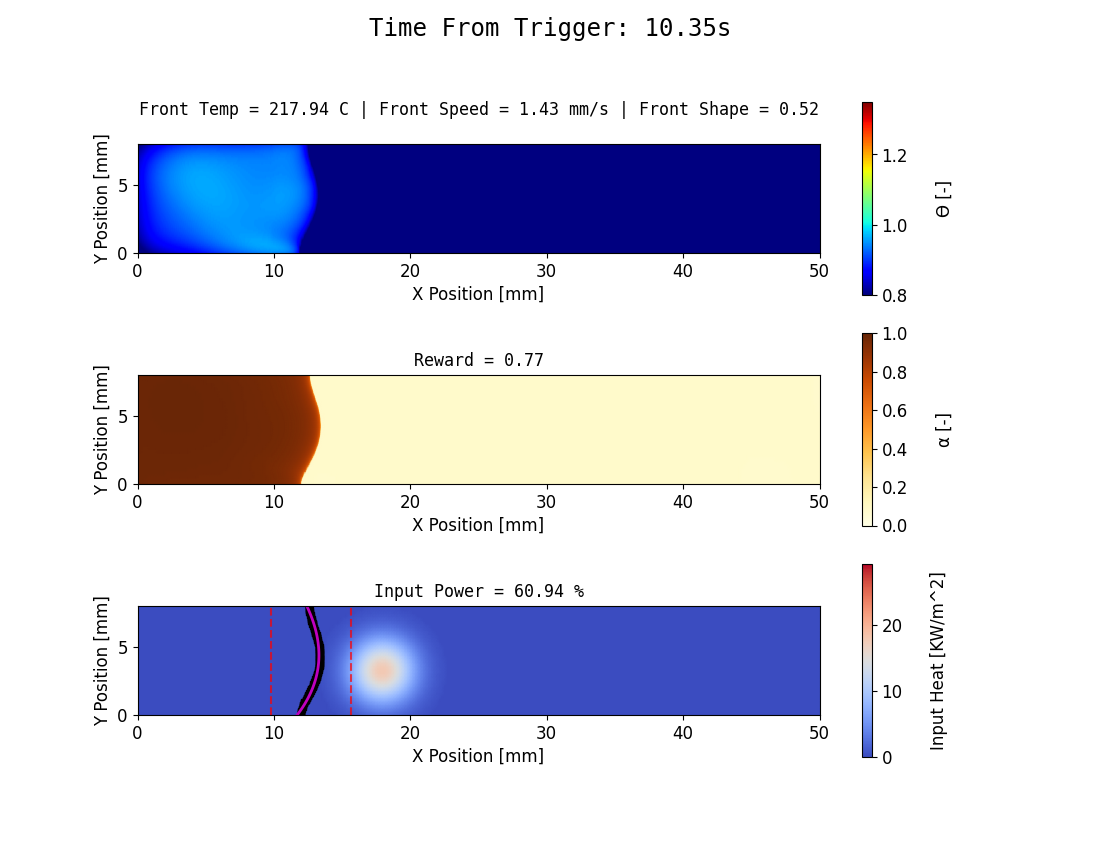 Time From Trigger: 10.35s
Front Temp = 217.94 C | Front Speed = 1.43 mm/s | Front Shape = 0.52
Y Position [mm]
5
0
0 10 20 30 40 50
X Position [mm]
1.2
1.0
0.8
Θ [-]
Reward = 0.77
Y Position [mm]
5
0
0 10 20 30 40 50
X Position [mm]
1.0
0.8
0.6
0.4
0.2
0.0
α [-]
Input Power = 60.94 %
Y Position [mm]
5
0
0 10 20 30 40 50
X Position [mm]
20
10
0
Input Heat [KW/m^2]